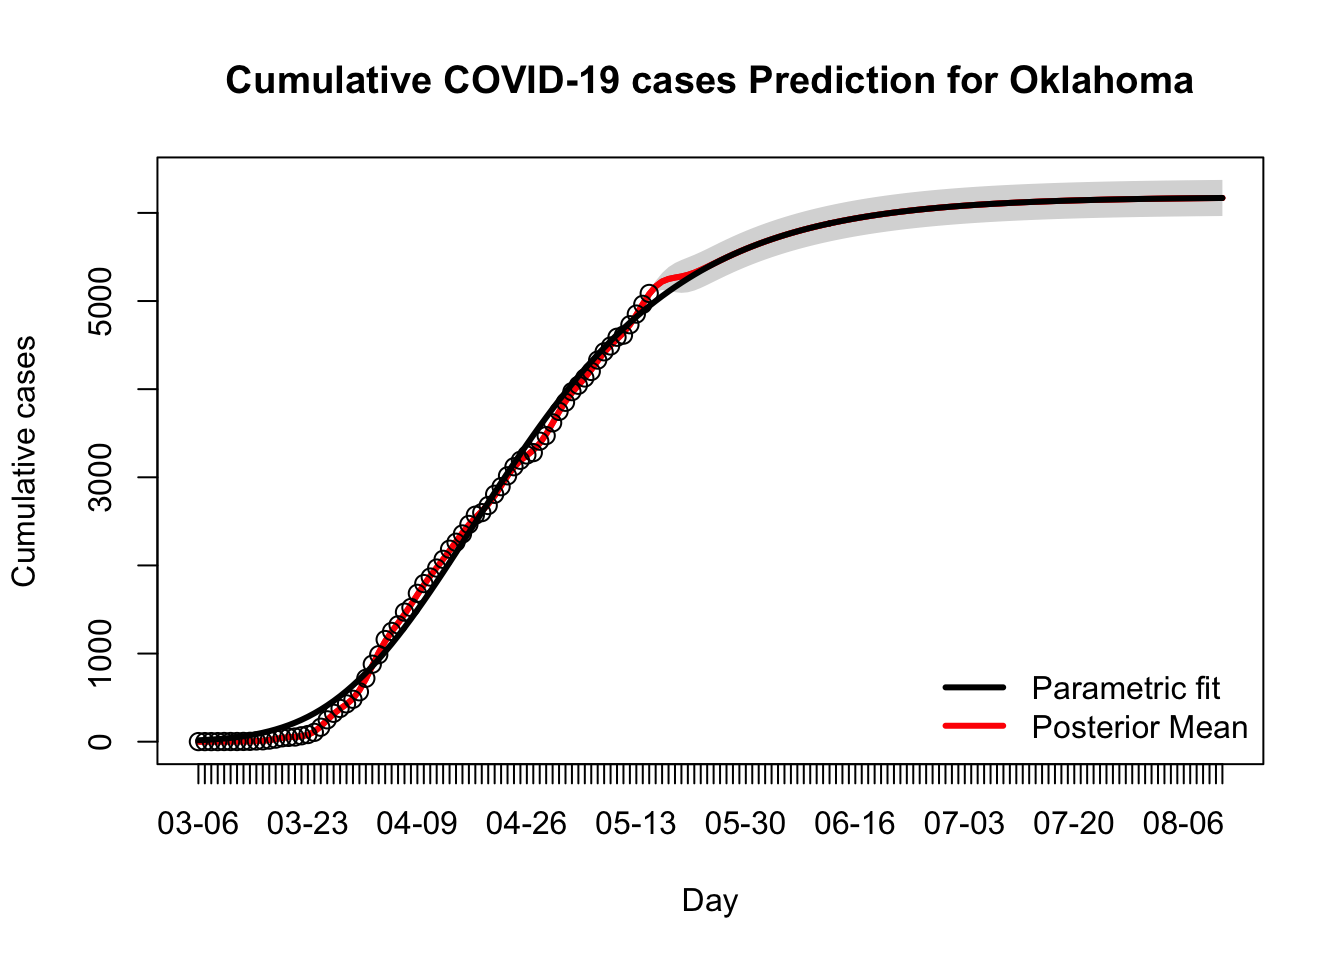 Cumulative COVID-19 cases Prediction for Oklahoma
Cumulative cases
5000
3000
1000
0
Parametric fit
Posterior Mean
03-06 03-23 04-09 04-26 05-13 05-30 06-16 07-03 07-20 08-06
Day